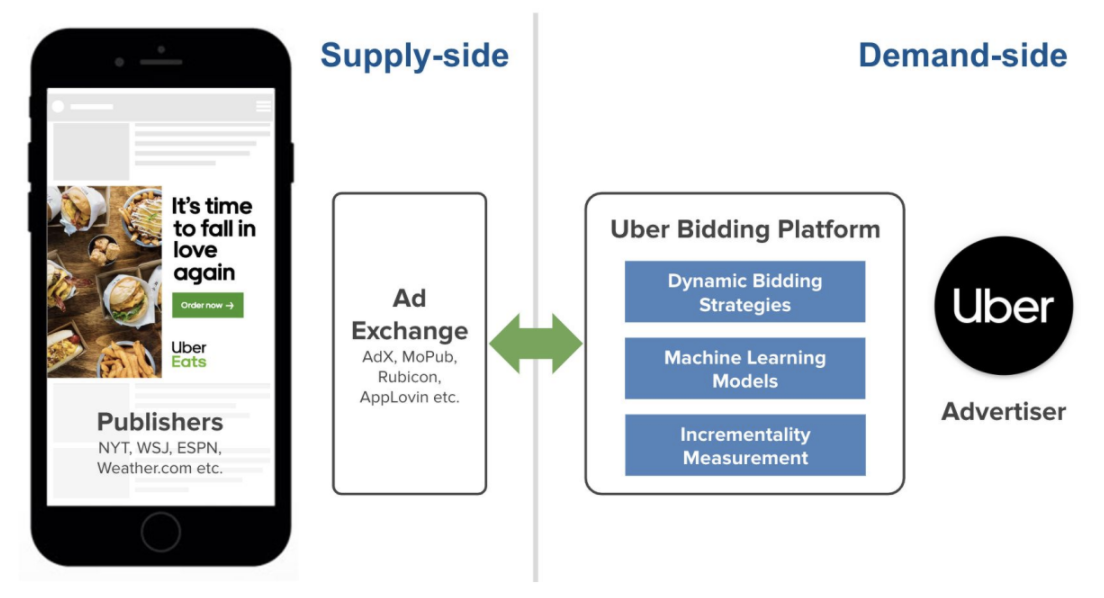 Supply-side
Demand-side
It's time
to fall in
love
again
Order now →
Uber
Eats
Publishers
NYT, WSJ, ESPN,
Weather.com etc.
Ad
Exchange
AdX, MoPub,
Rubicon,
AppLovin etc.
Uber Bidding Platform
Dynamic Bidding
Strategies
Machine Learning
Models
Incrementality
Measurement
Uber
Advertiser